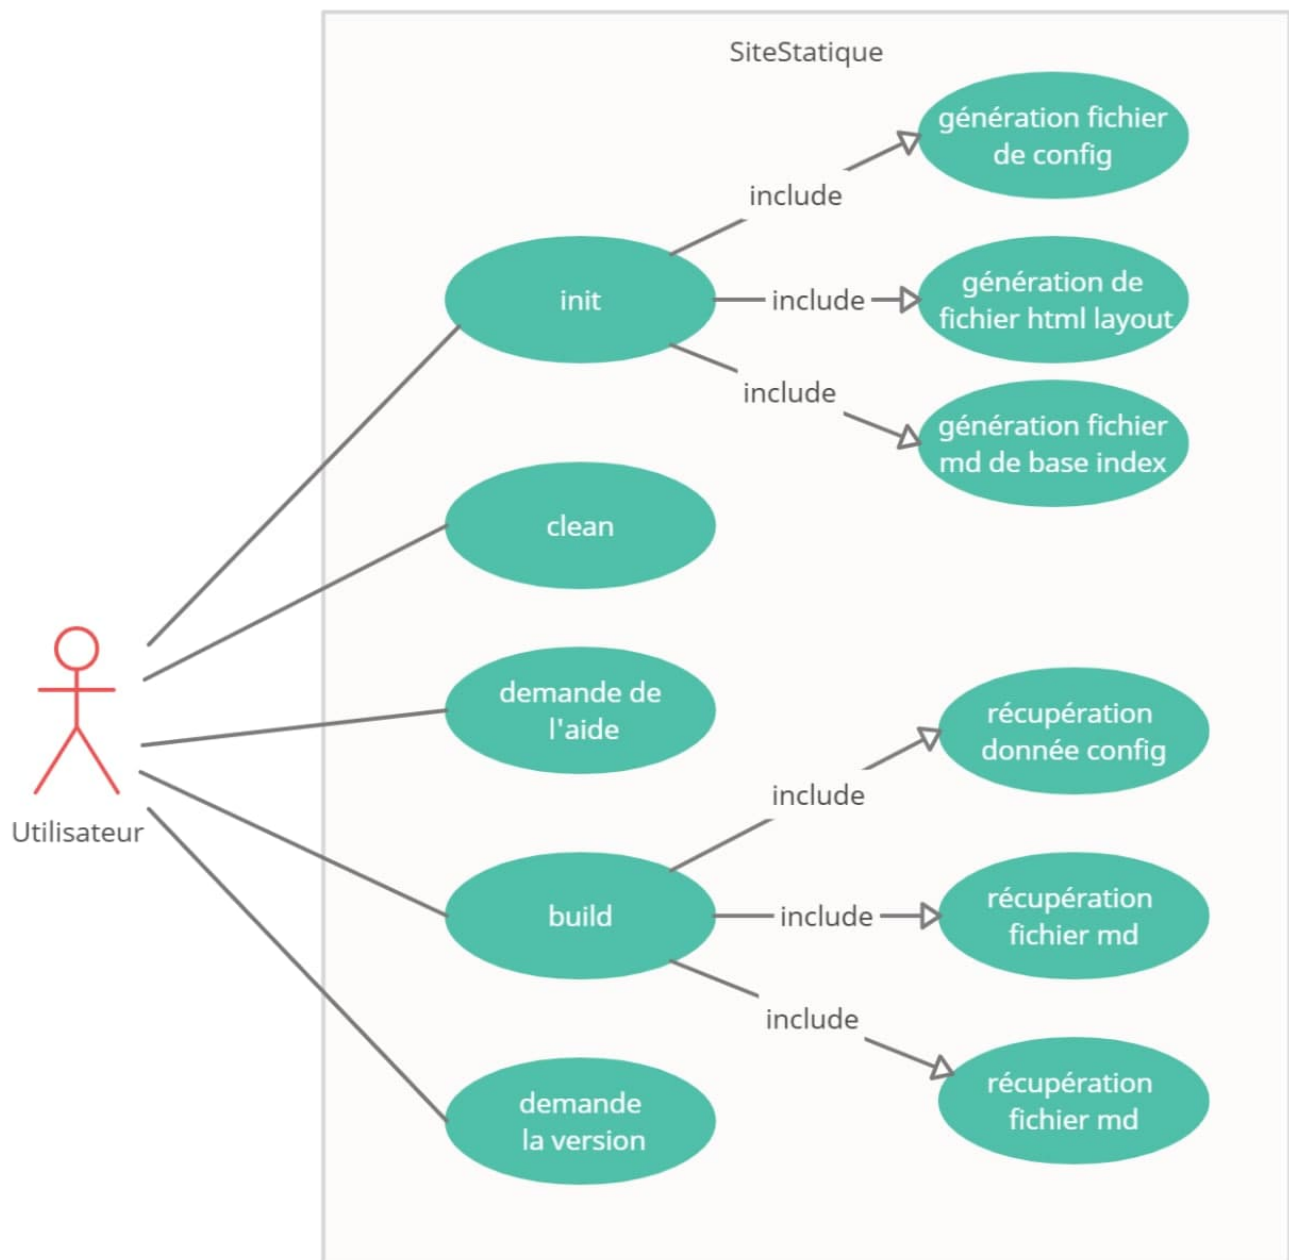 SiteStatique
génération fichier
de config
include
init
include
génération de
fichier html layout
include
génération fichier
md de base index
clean
demande de
l'aide
récupération
donnée config
include
Utilisateur
build
include
récupération
fichier md
include
demande
la version
récupération
fichier md